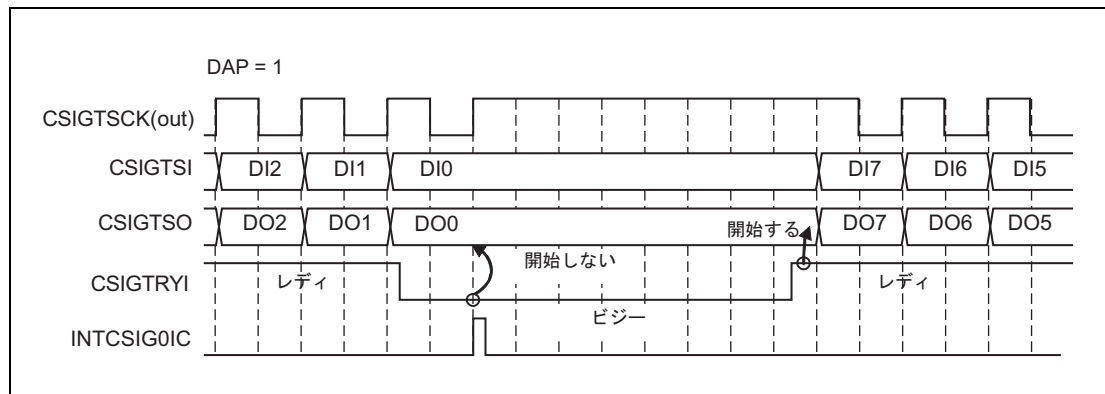 DAP = 1
CSIGTSCK(out)
CSIGTSI DI2 DI1 DI0 DI7 DI6 DI5
CSIGTSO DO2 DO1 DO0 開始する DO7 DO6 DO5
開始しない
CSIGTRYI レディ レディ
ビジー
INTCSIG0IC